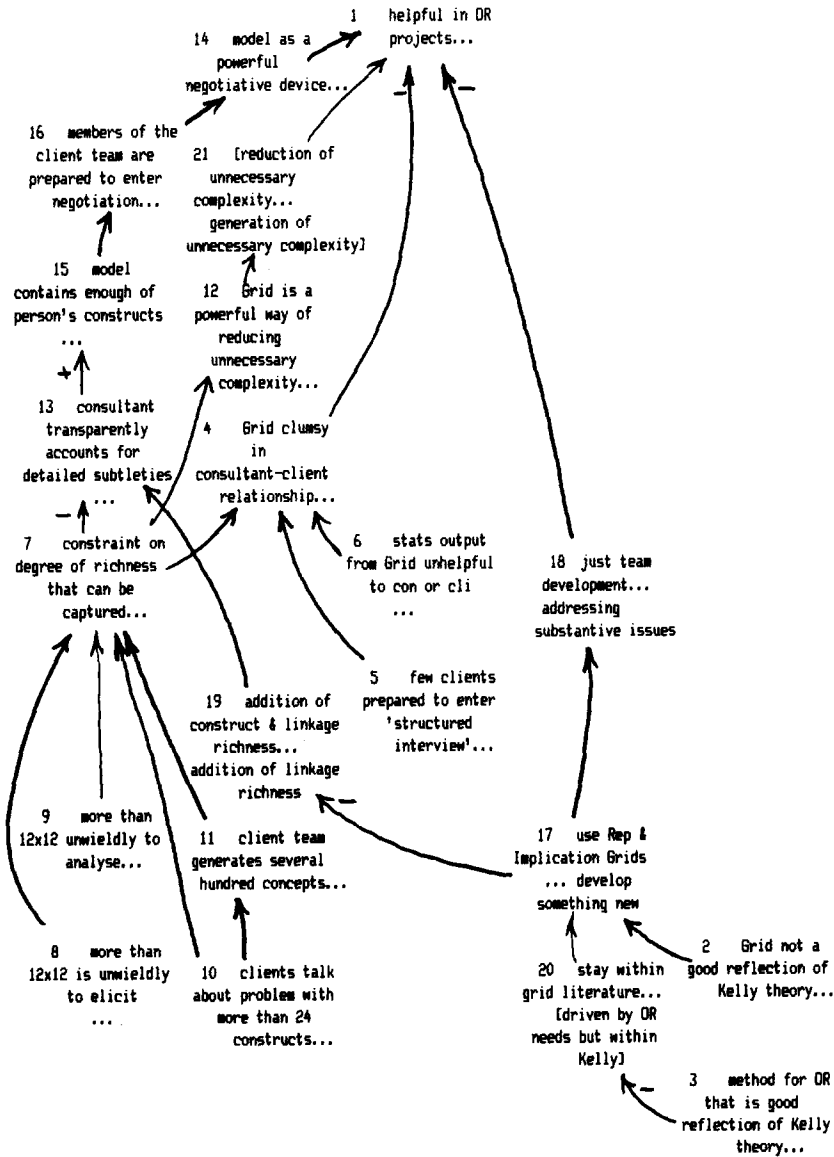 1 helpful in OR
projects...
14 model as a
powerful
negotiative device...
16 members of the
client team are
prepared to enter
negotiation...
21 [reduction of
unnecessary
complexity...
generation of
unnecessary complexity]
15 model
contains enough of
person's constructs
...
12 Grid is a
powerful way of
reducing
unnecessary
complexity...
+
13 consultant
transparently
accounts for
detailed subtleties
...
4 Grid clumsy
in
consultant-client
relationship...
-
-
-
7 constraint on
degree of richness
that can be
captured...
6 stats output
from Grid unhelpful
to con or cli
...
18 just team
development...
addressing
substantive issues
5 few clients
prepared to enter
'structured
interview'...
19 addition of
construct & linkage
richness...
addition of linkage
richness
-
9 more than
12x12 unwieldly to
analyse...
11 client team
generates several
hundred concepts...
17 use Rep &
Implication Grids
... develop
something new
8 more than
12x12 is unwieldly
to elicit
...
10 clients talk
about problem with
more than 24
constructs...
20 stay within
grid literature...
[driven by OR
needs but within
Kelly]
2 Grid not a
good reflection of
Kelly theory...
-
3 method for OR
that is good
reflection of Kelly
theory...